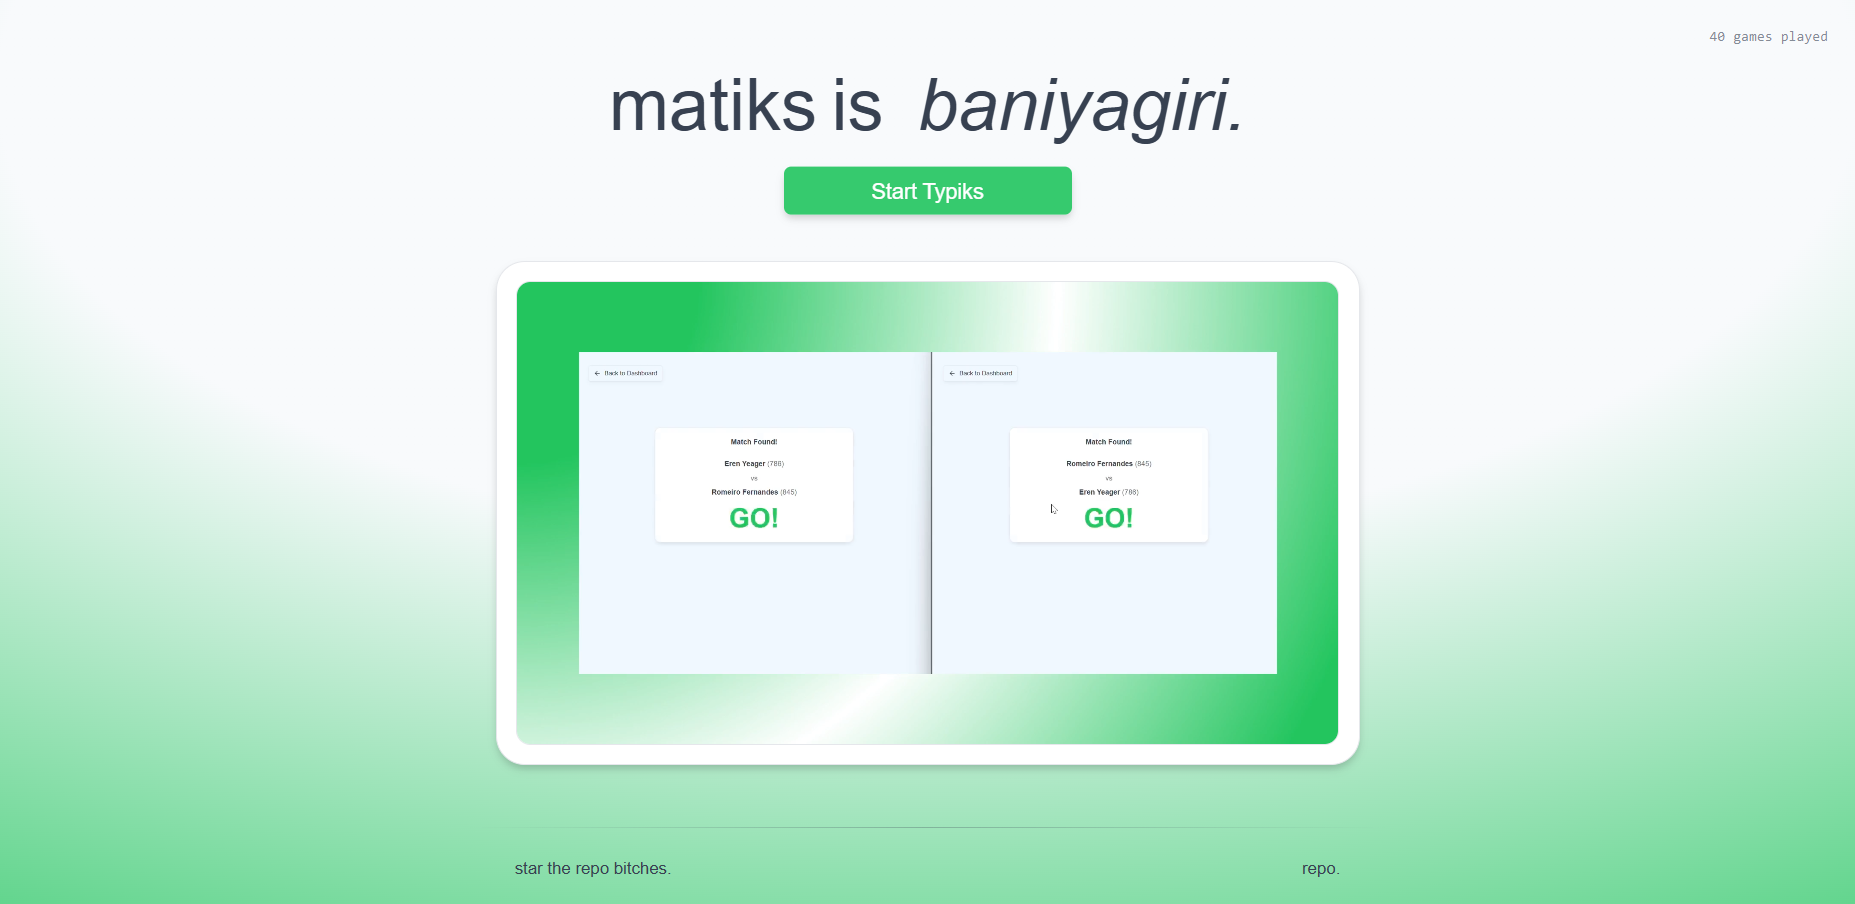 40 games played
matiks is baniyagiri.
Start Typiks
← Back to Dashboard
Match Found!
Eren Yeager (788)
vs
Romeiro Fernandes (845)
GO!
← Back to Dashboard
Match Found!
Romeiro Fernandes (845)
vs
Eren Yeager (788)
GO!
star the repo bitches.
repo.